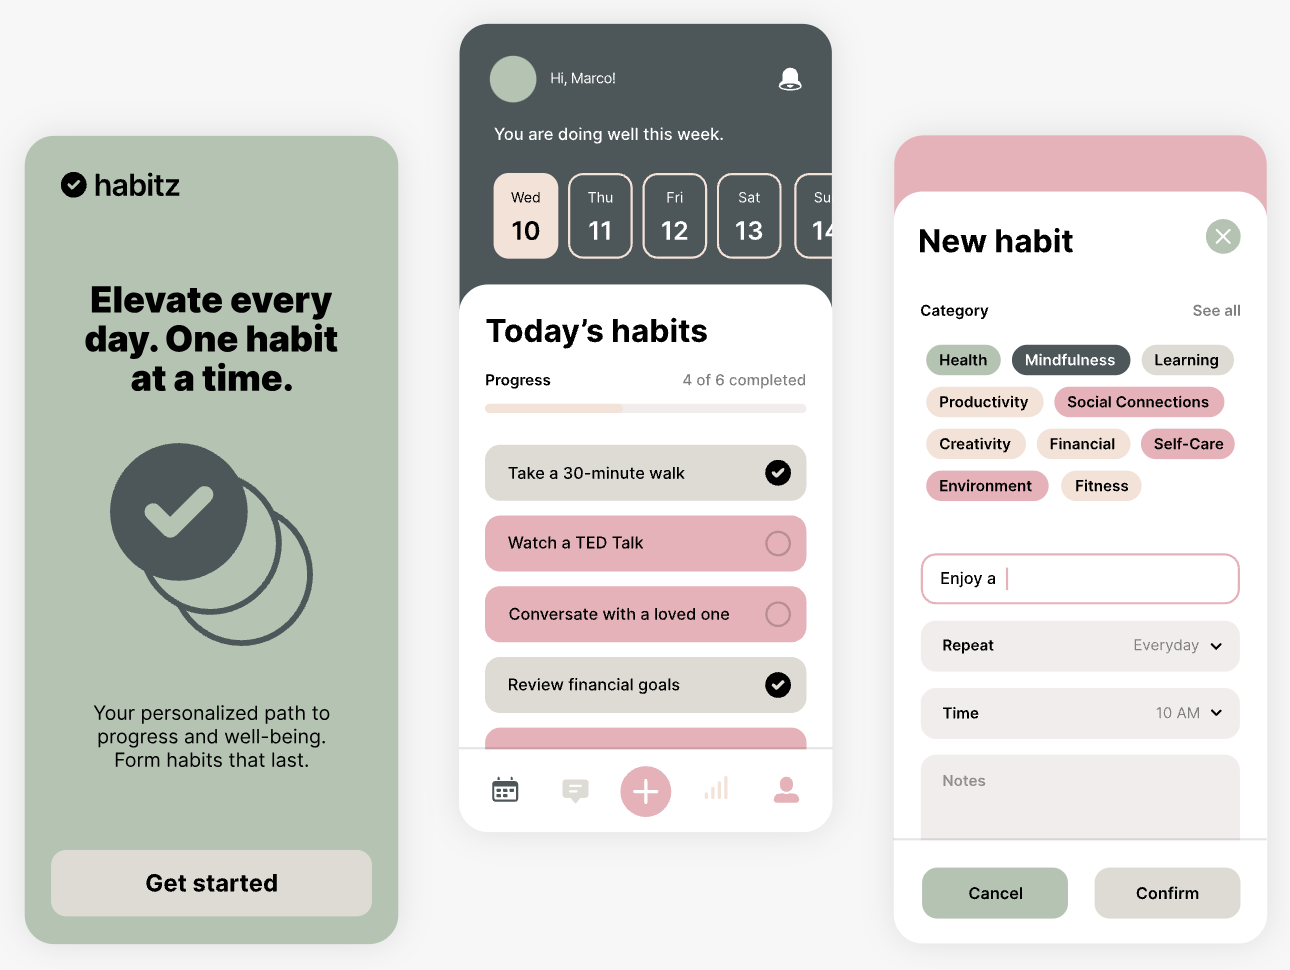 habitz
Elevate every
day. One habit
at a time.
Your personalized path to
progress and well-being.
Form habits that last.
Get started
Hi, Marco!
You are doing well this week.
Wed Thu Fri Sat Su
10 11 12 13 14
Today’s habits
Progress 4 of 6 completed
Take a 30-minute walk
Watch a TED Talk
Conversate with a loved one
Review financial goals
New habit
Category See all
Health Mindfulness Learning
Productivity Social Connections
Creativity Financial Self-Care
Environment Fitness
Enjoy a
Repeat Everyday
Time 10 AM
Notes
Cancel Confirm